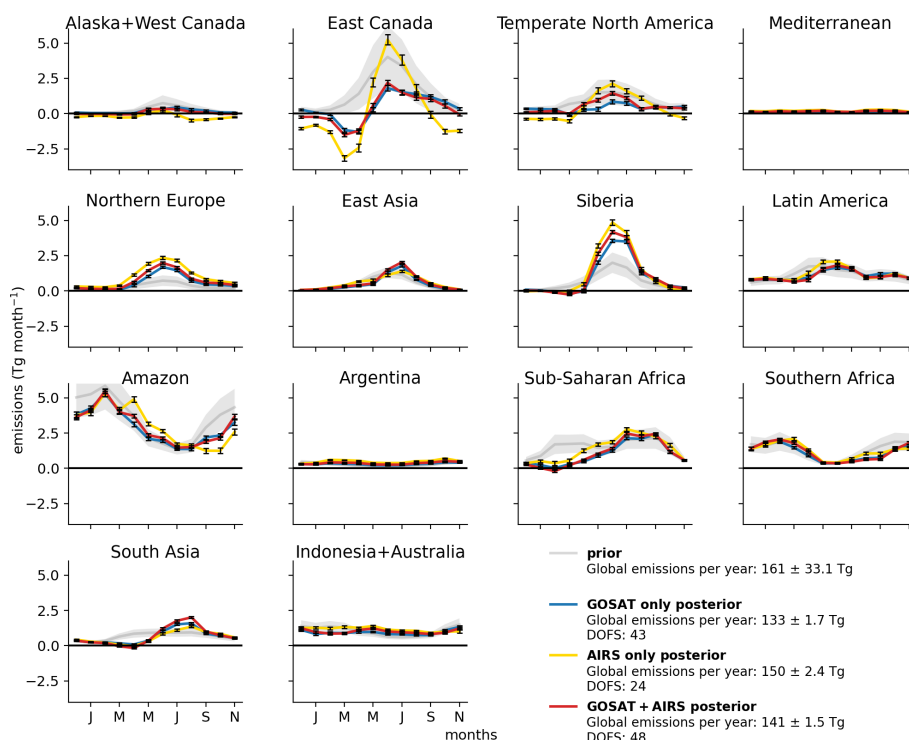 Alaska+West Canada
East Canada
Temperate North America
Mediterranean
5.0
2.5
0.0
−2.5
Northern Europe
East Asia
Siberia
Latin America
5.0
2.5
0.0
−2.5
emissions (Tg month−1)
Amazon
Argentina
Sub-Saharan Africa
Southern Africa
5.0
2.5
0.0
−2.5
South Asia
Indonesia+Australia
5.0
2.5
0.0
−2.5
J M M J S N
J M M J S N
months
prior
Global emissions per year: 161 ± 33.1 Tg
GOSAT only posterior
Global emissions per year: 133 ± 1.7 Tg
DOFS: 43
AIRS only posterior
Global emissions per year: 150 ± 2.4 Tg
DOFS: 24
GOSAT + AIRS posterior
Global emissions per year: 141 ± 1.5 Tg
DOFS: 48